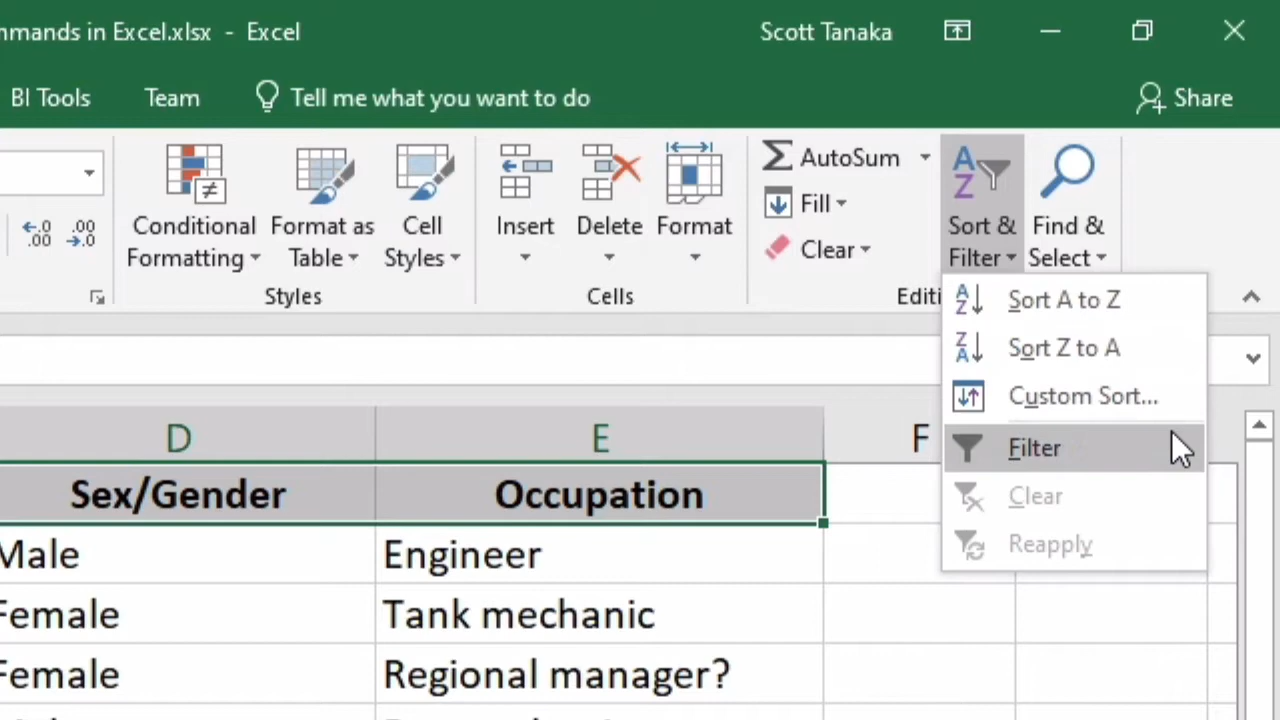 mmands in Excel.xlsx - Excel
Scott Tanaka
BI Tools
Team
Tell me what you want to do
Share
Conditional
Formatting
Format as
Table
Cell
Styles
Styles
Insert
Delete
Format
Cells
AutoSum
Fill
Clear
Sort &
Filter
Find &
Select
Editi
Sort A to Z
Sort Z to A
Custom Sort...
Filter
Clear
Reapply
D
E
F
Sex/Gender
Occupation
Male
Engineer
Female
Tank mechanic
Female
Regional manager?